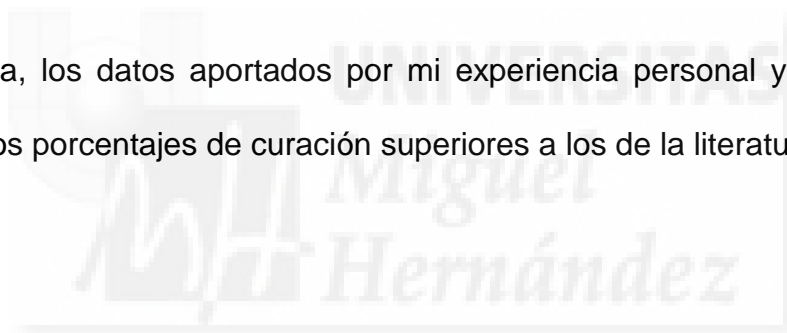 UNIVERSITAS
a, los datos aportados por mi experiencia personal y
os porcentajes de curación superiores a los de la literatu
Miguel
Hernández